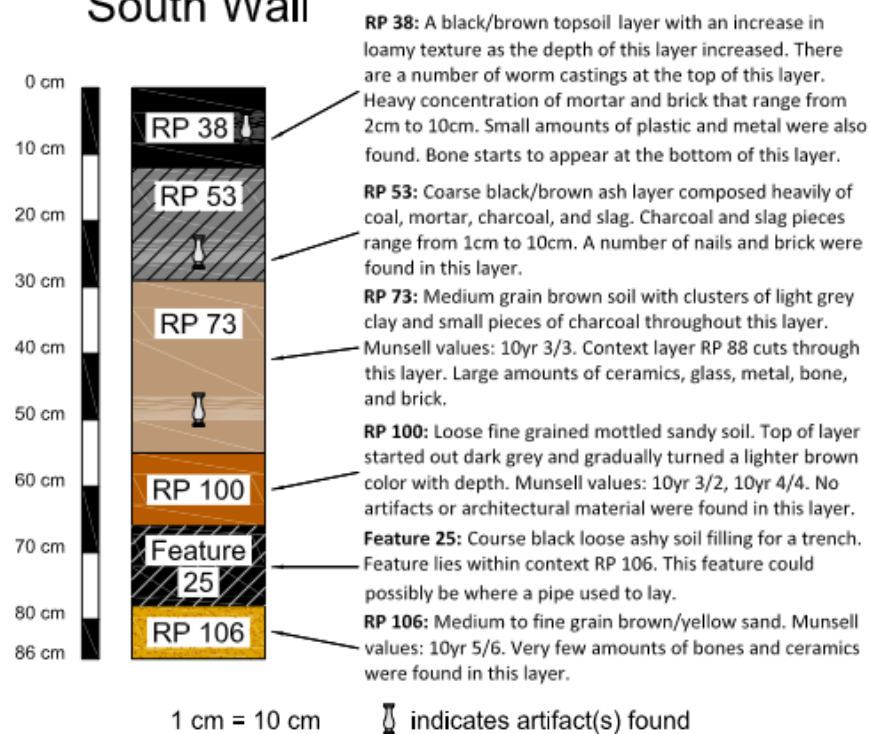 South Wall
RP 38: A black/brown topsoil layer with an increase in
loamy texture as the depth of this layer increased. There
are a number of worm castings at the top of this layer.
Heavy concentration of mortar and brick that range from
2cm to 10cm. Small amounts of plastic and metal were also
found. Bone starts to appear at the bottom of this layer.
RP 53: Coarse black/brown ash layer composed heavily of
coal, mortar, charcoal, and slag. Charcoal and slag pieces
range from 1cm to 10cm. A number of nails and brick were
found in this layer.
RP 73: Medium grain brown soil with clusters of light grey
clay and small pieces of charcoal throughout this layer.
Munsell values: 10yr 3/3. Context layer RP 88 cuts through
this layer. Large amounts of ceramics, glass, metal, bone,
and brick.
RP 100: Loose fine grained mottled sandy soil. Top of layer
started out dark grey and gradually turned a lighter brown
color with depth. Munsell values: 10yr 3/2, 10yr 4/4. No
artifacts or architectural material were found in this layer.
Feature 25: Course black loose ashy soil filling for a trench.
Feature lies within context RP 106. This feature could
possibly be where a pipe used to lay.
RP 106: Medium to fine grain brown/yellow sand. Munsell
values: 10yr 5/6. Very few amounts of bones and ceramics
were found in this layer.
0 cm
10 cm
20 cm
30 cm
40 cm
50 cm
60 cm
70 cm
80 cm
86 cm
RP 38
RP 53
RP 73
RP 100
Feature
25
RP 106
1 cm = 10 cm
indicates artifact(s) found